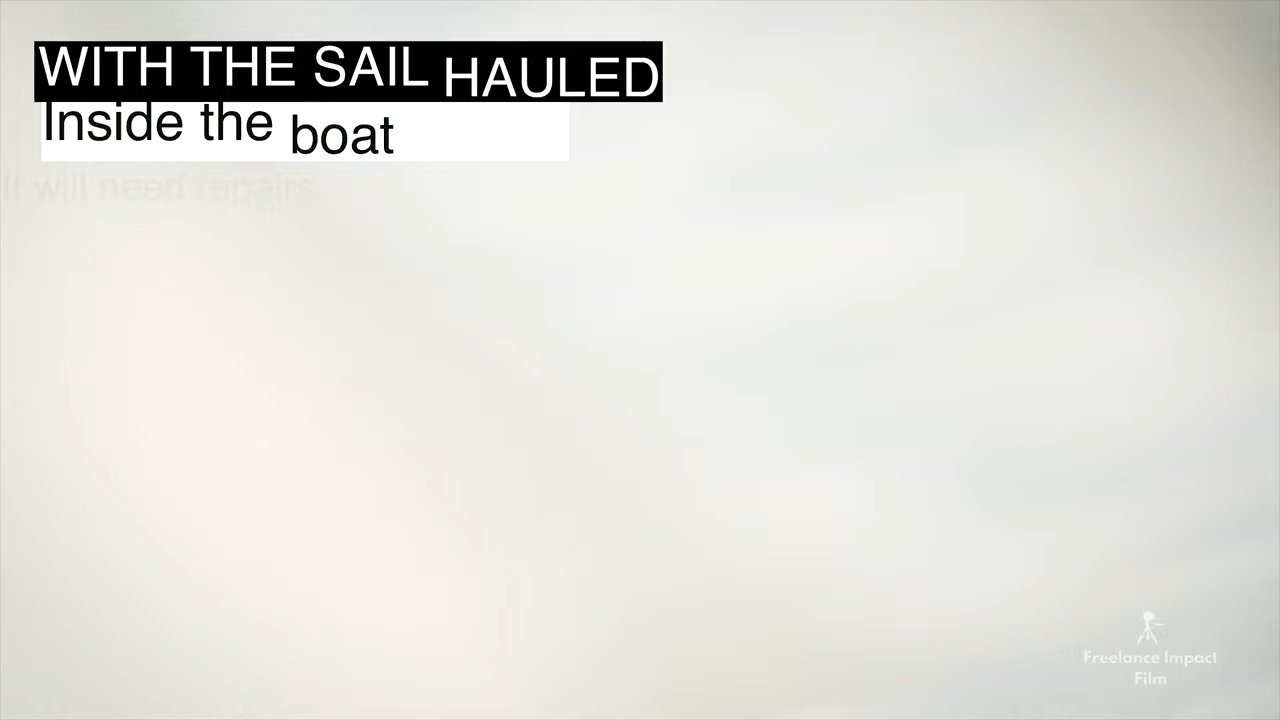 WITH THE SAIL HAULED
Inside the boat
It will need repairs
Freelance Impact
Film